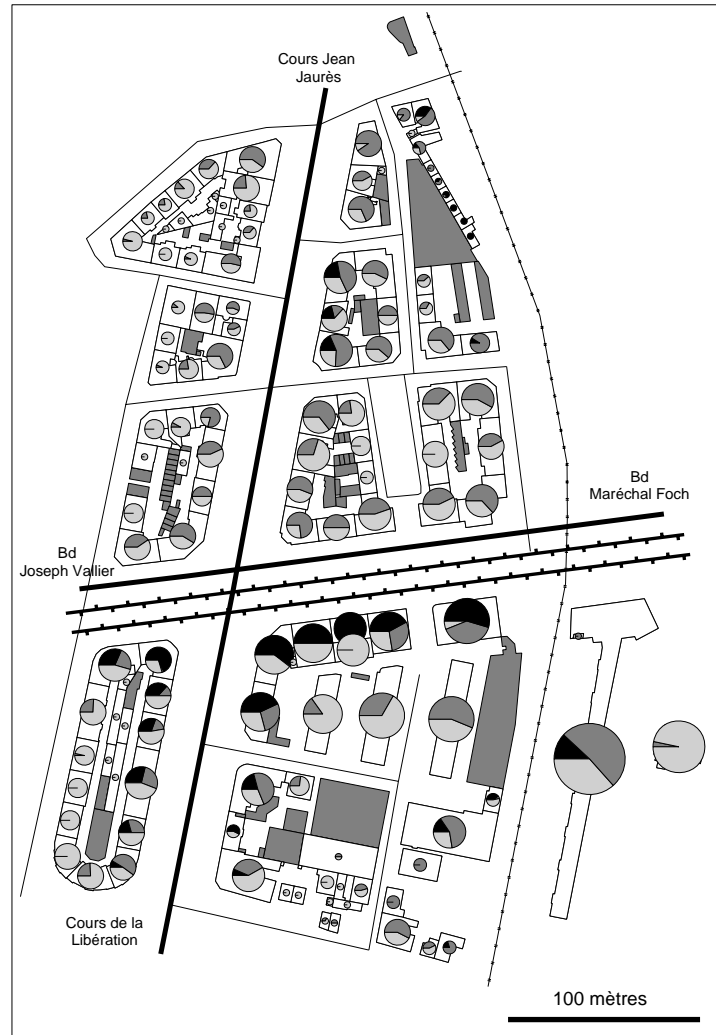 Cours Jean
Jaurès
Bd
Maréchal Foch
Bd
Joseph Vallier
Cours de la
Libération
100 mètres